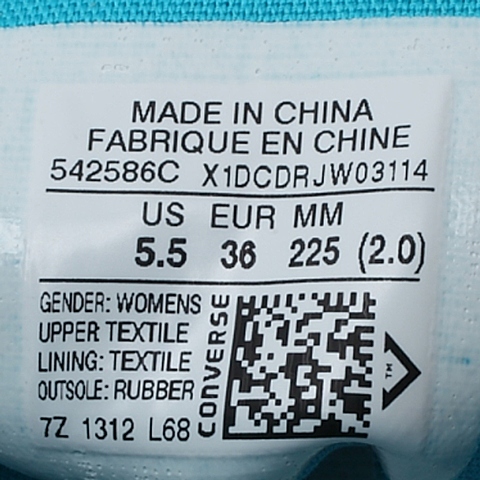 MADE IN CHINA
FABRIQUE EN CHINE
542586C X1DCDRJW03114
US EUR MM
5.5 36 225 (2.0)
GENDER: WOMENS
UPPER TEXTILE
LINING: TEXTILE
OUTSOLE: RUBBER
7Z 1312 L68
CONVERSE
TM